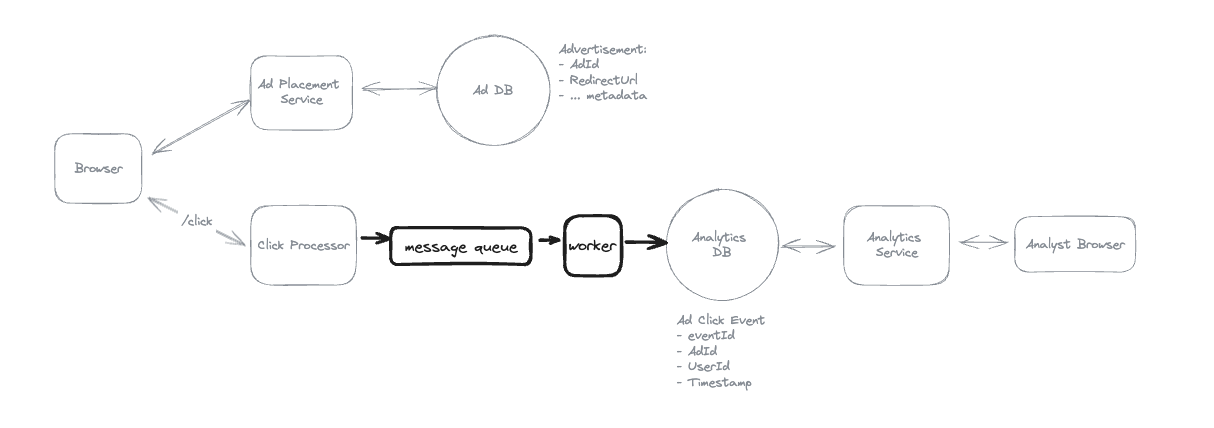 Advertisement:
- AdId
- RedirectUrl
- ... metadata
Ad Placement
Service
Ad DB
Browser
/click
Click Processor
message queue
worker
Analytics
DB
Analytics
Service
Analyst Browser
Ad Click Event
- eventId
- AdId
- UserId
- Timestamp